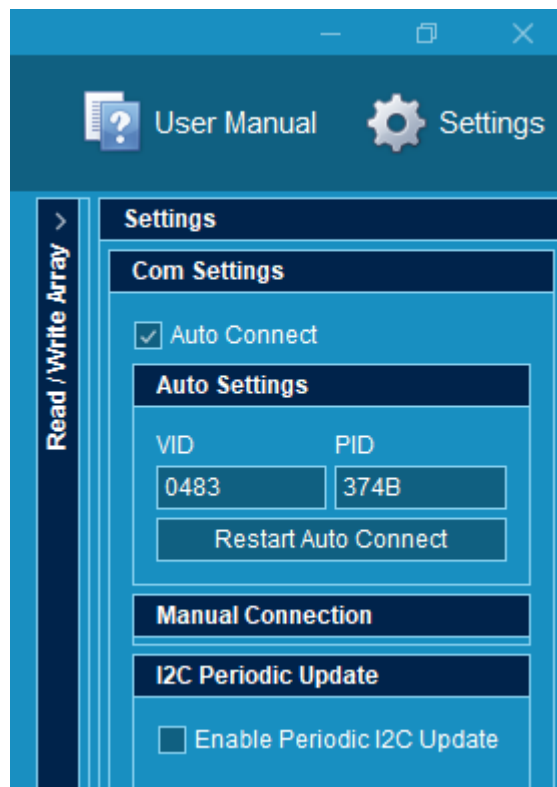 User Manual
Settings
Read / Write Array
Settings
Com Settings
Auto Connect
Auto Settings
VID PID
0483 374B
Restart Auto Connect
Manual Connection
I2C Periodic Update
Enable Periodic I2C Update